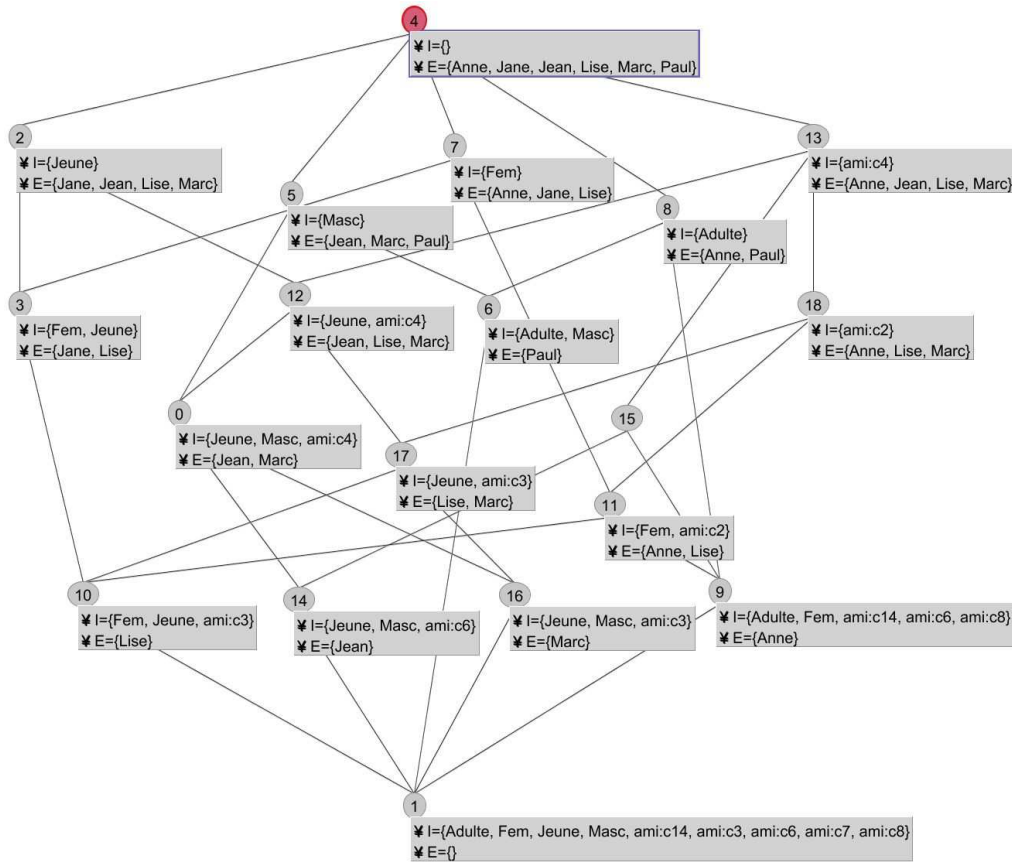 4
¥ I={}
¥ E={Anne, Jane, Jean, Lise, Marc, Paul}
2
¥ I={Jeune}
¥ E={Jane, Jean, Lise, Marc}
7
¥ I={Fem}
¥ E={Anne, Jane, Lise}
13
¥ I={ami:c4}
¥ E={Anne, Jean, Lise, Marc}
5
¥ I={Masc}
¥ E={Jean, Marc, Paul}
8
¥ I={Adulte}
¥ E={Anne, Paul}
3
¥ I={Fem, Jeune}
¥ E={Jane, Lise}
12
¥ I={Jeune, ami:c4}
¥ E={Jean, Lise, Marc}
6
¥ I={Adulte, Masc}
¥ E={Paul}
18
¥ I={ami:c2}
¥ E={Anne, Lise, Marc}
0
¥ I={Jeune, Masc, ami:c4}
¥ E={Jean, Marc}
15
17
¥ I={Jeune, ami:c3}
¥ E={Lise, Marc}
11
¥ I={Fem, ami:c2}
¥ E={Anne, Lise}
10
¥ I={Fem, Jeune, ami:c3}
¥ E={Lise}
14
¥ I={Jeune, Masc, ami:c6}
¥ E={Jean}
16
¥ I={Jeune, Masc, ami:c3}
¥ E={Marc}
9
¥ I={Adulte, Fem, ami:c14, ami:c6, ami:c8}
¥ E={Anne}
1
¥ I={Adulte, Fem, Jeune, Masc, ami:c14, ami:c3, ami:c6, ami:c7, ami:c8}
¥ E={}